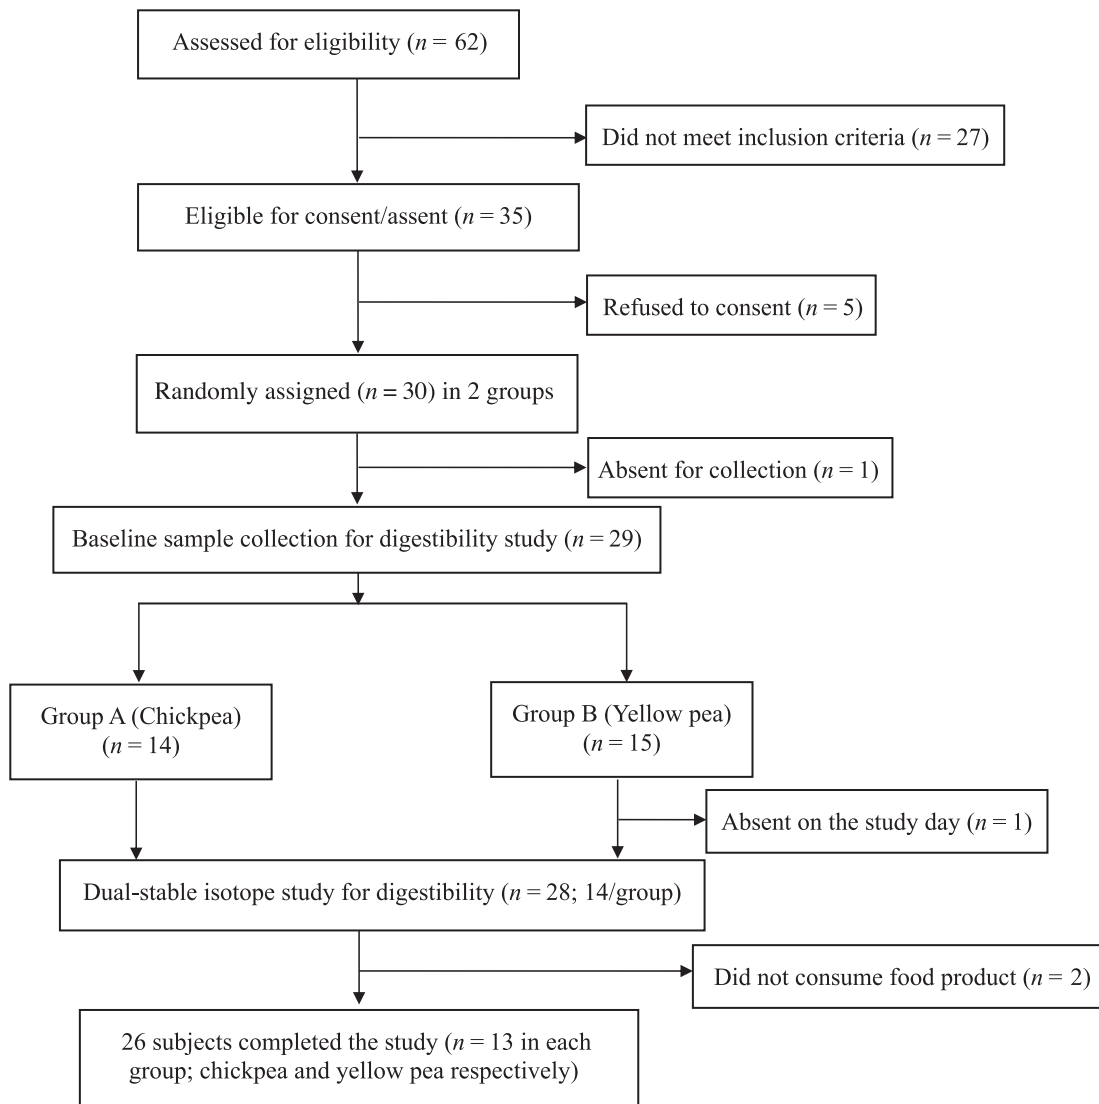 Assessed for eligibility (n = 62)
Did not meet inclusion criteria (n = 27)
Eligible for consent/assent (n = 35)
Refused to consent (n = 5)
Randomly assigned (n = 30) in 2 groups
Absent for collection (n = 1)
Baseline sample collection for digestibility study (n = 29)
Group A (Chickpea)
(n = 14)
Group B (Yellow pea)
(n = 15)
Absent on the study day (n = 1)
Dual-stable isotope study for digestibility (n = 28; 14/group)
Did not consume food product (n = 2)
26 subjects completed the study (n = 13 in each
group; chickpea and yellow pea respectively)